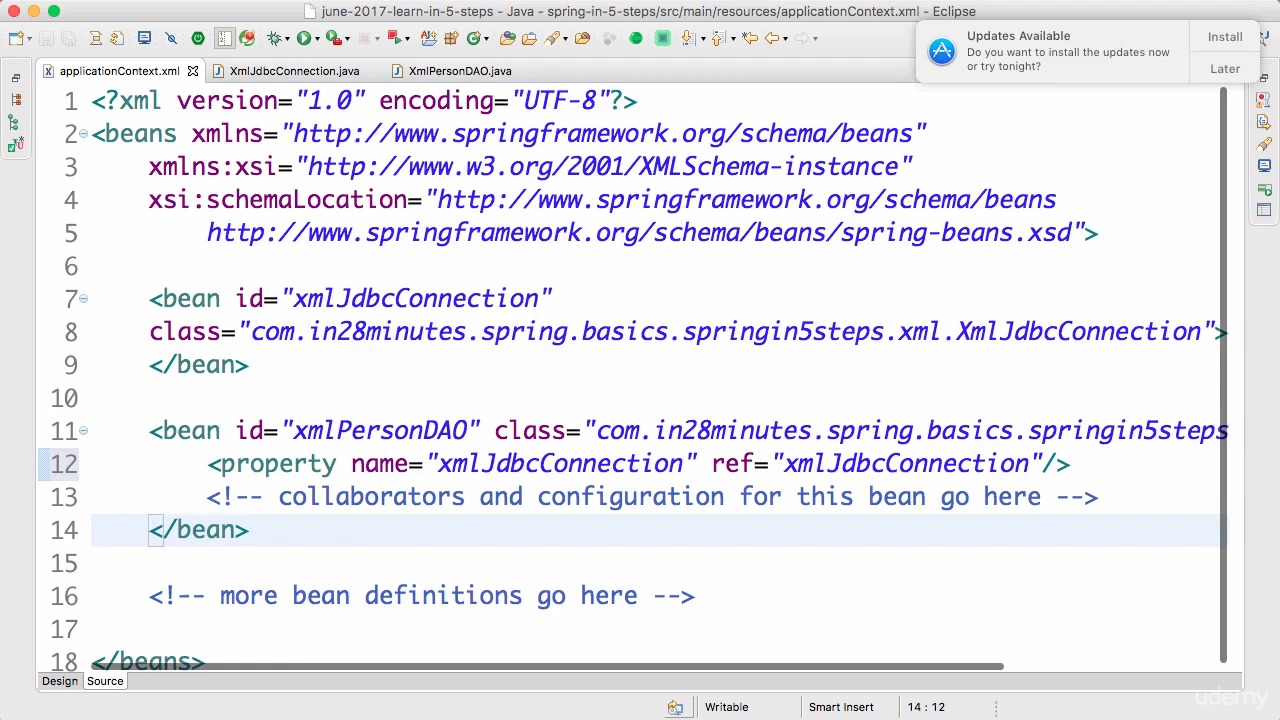 june-2017-learn-in-5-steps - Java - spring-in-5-steps/src/main/resources/applicationContext.xml - Eclipse
Updates Available
Do you want to install the updates now
or try tonight?
Install
Later
applicationContext.xml
XmlJdbcConnection.java
XmlPersonDAO.java
1 <?xml version="1.0" encoding="UTF-8"?>
2 <beans xmlns="http://www.springframework.org/schema/beans"
3 xmlns:xsi="http://www.w3.org/2001/XMLSchema-instance"
4 xsi:schemaLocation="http://www.springframework.org/schema/beans
5 http://www.springframework.org/schema/beans/spring-beans.xsd">
6
7 <bean id="xmlJdbcConnection"
8 class="com.in28minutes.spring.basics.springin5steps.xml.XmlJdbcConnection">
9 </bean>
10
11 <bean id="xmlPersonDAO" class="com.in28minutes.spring.basics.springin5steps
12 <property name="xmlJdbcConnection" ref="xmlJdbcConnection"/>
13 <!-- collaborators and configuration for this bean go here -->
14 </bean>
15
16 <!-- more bean definitions go here -->
17
18 </beans>
Design
Source
Writable
Smart Insert
14 : 12
udemy